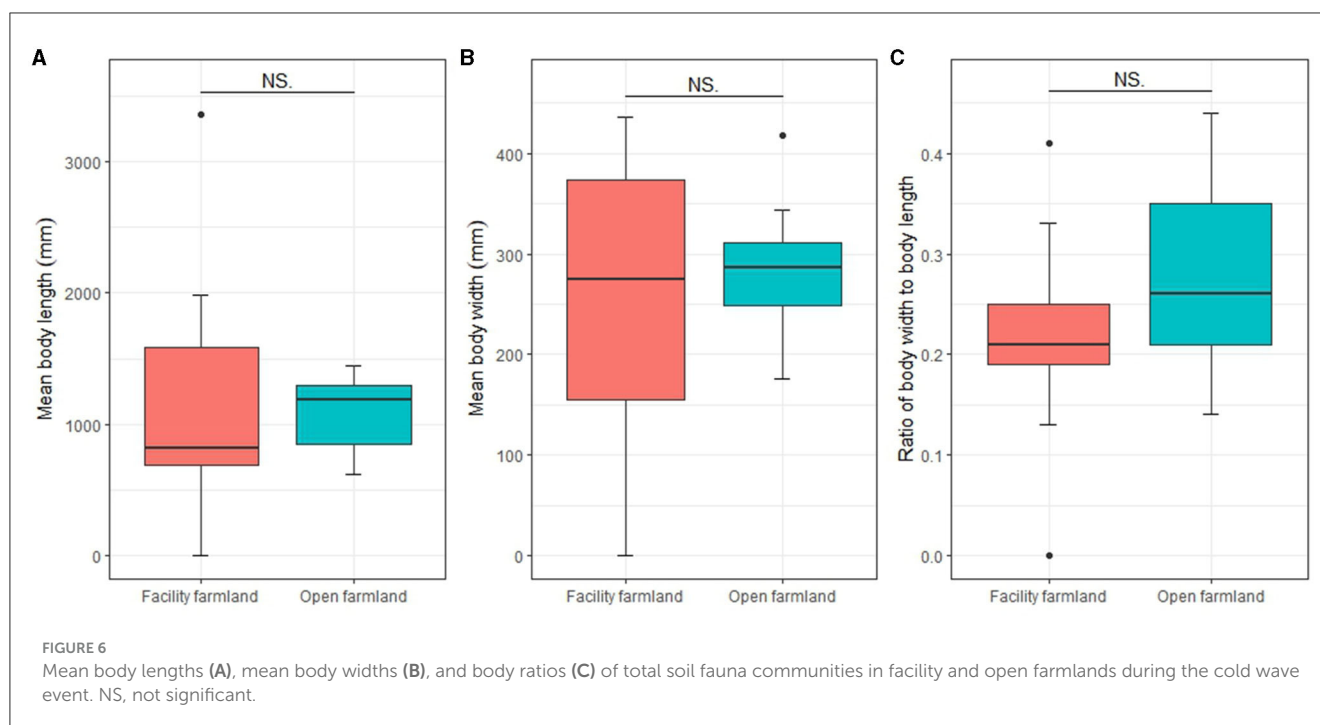 A
NS.
Mean body length (mm)
3000
2000
1000
0
Facility farmland
Open farmland
B
NS.
Mean body width (mm)
400
300
200
100
0
Facility farmland
Open farmland
C
NS.
Ratio of body width to body length
0.4
0.3
0.2
0.1
0.0
Facility farmland
Open farmland
FIGURE 6
Mean body lengths (A), mean body widths (B), and body ratios (C) of total soil fauna communities in facility and open farmlands during the cold wave
event. NS, not significant.